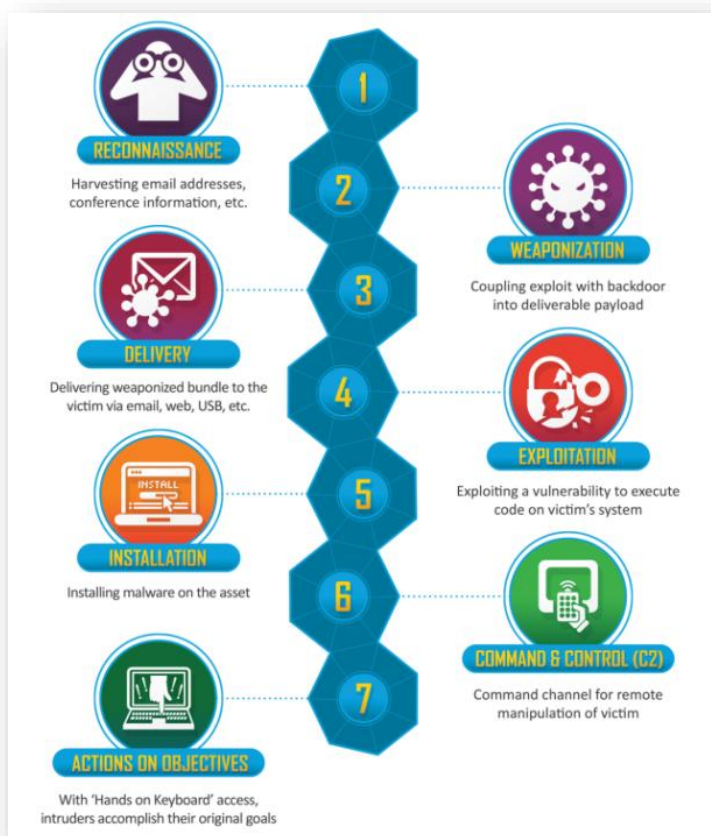 1
RECONNAISSANCE
Harvesting email addresses,
conference information, etc.
2
WEAPONIZATION
Coupling exploit with backdoor
into deliverable payload
3
DELIVERY
Delivering weaponized bundle to the
victim via email, web, USB, etc.
4
EXPLOITATION
Exploiting a vulnerability to execute
code on victim's system
5
INSTALL
INSTALLATION
Installing malware on the asset
6
COMMAND & CONTROL (C2)
Command channel for remote
manipulation of victim
7
ACTIONS ON OBJECTIVES
With 'Hands on Keyboard' access,
intruders accomplish their original goals